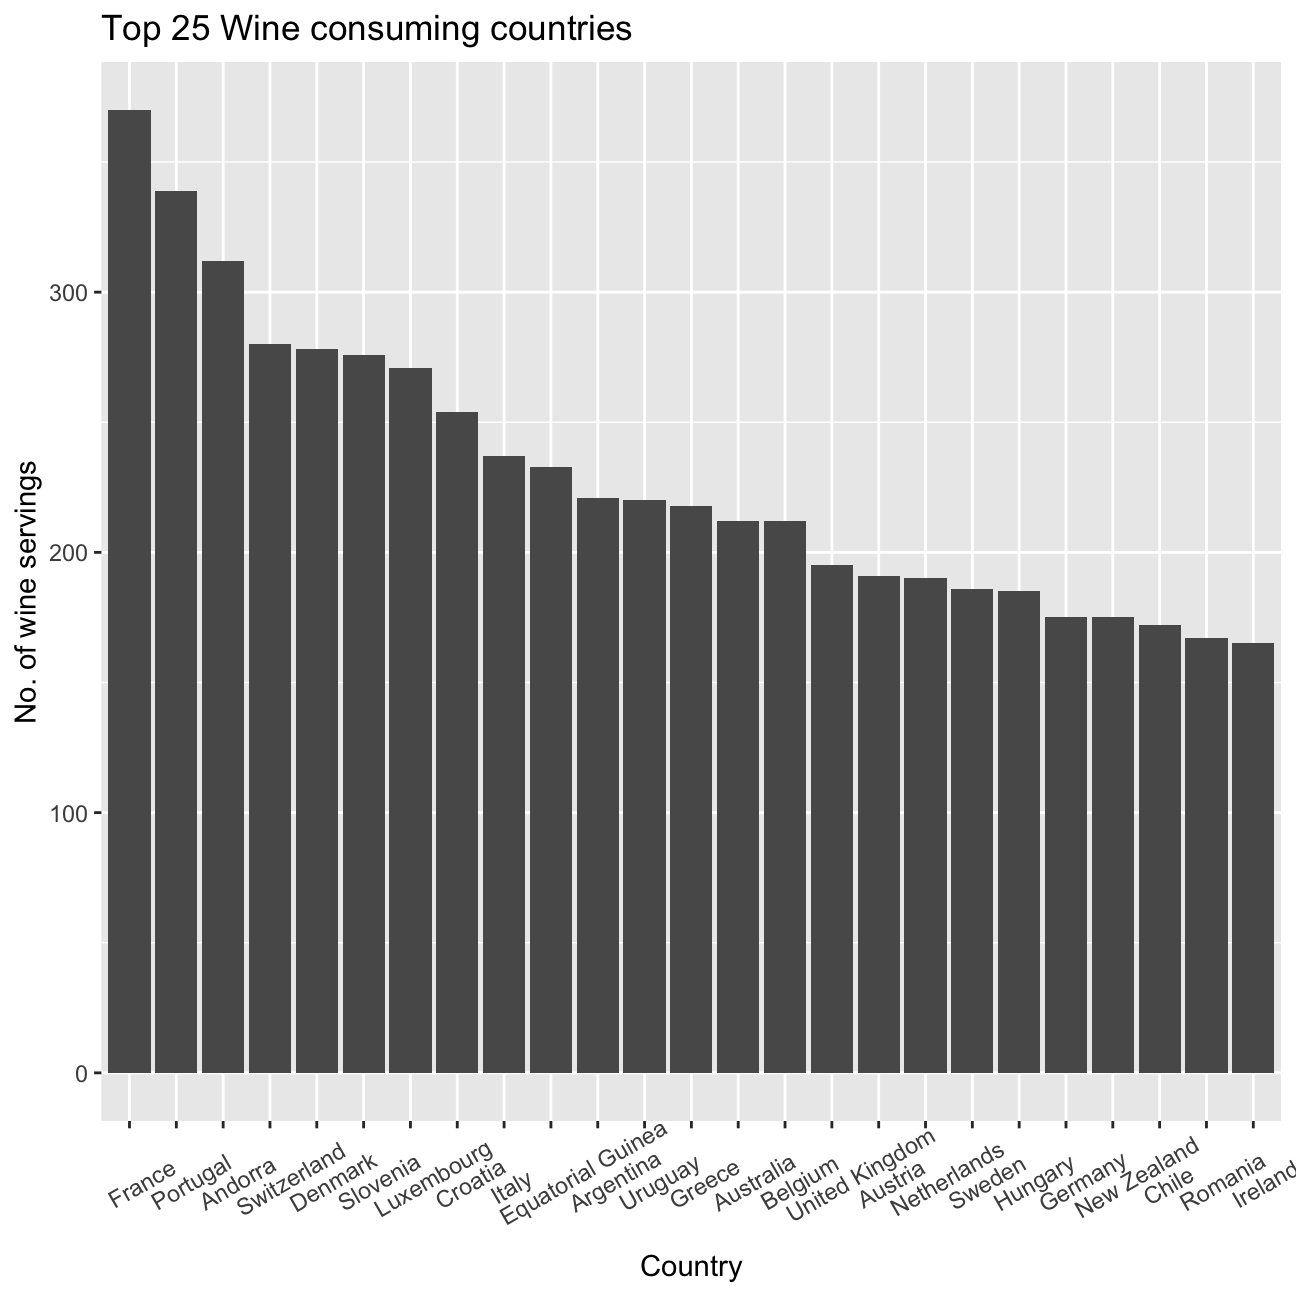 Top 25 Wine consuming countries
No. of wine servings
300
200
100
0
France
Portugal
Andorra
Switzerland
Denmark
Slovenia
Luxembourg
Croatia
Italy
Equatorial Guinea
Argentina
Uruguay
Greece
Australia
Belgium
United Kingdom
Austria
Netherlands
Sweden
Hungary
Germany
New Zealand
Chile
Romania
Ireland
Country